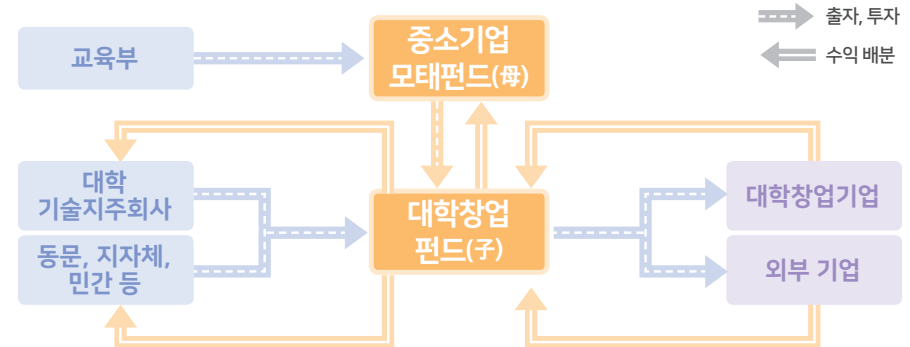 출자, 투자
수익 배분
교육부
중소기업
모태펀드(母)
대학
기술지주회사
동문, 지자체,
민간 등
대학창업
펀드(子)
대학창업기업
외부 기업